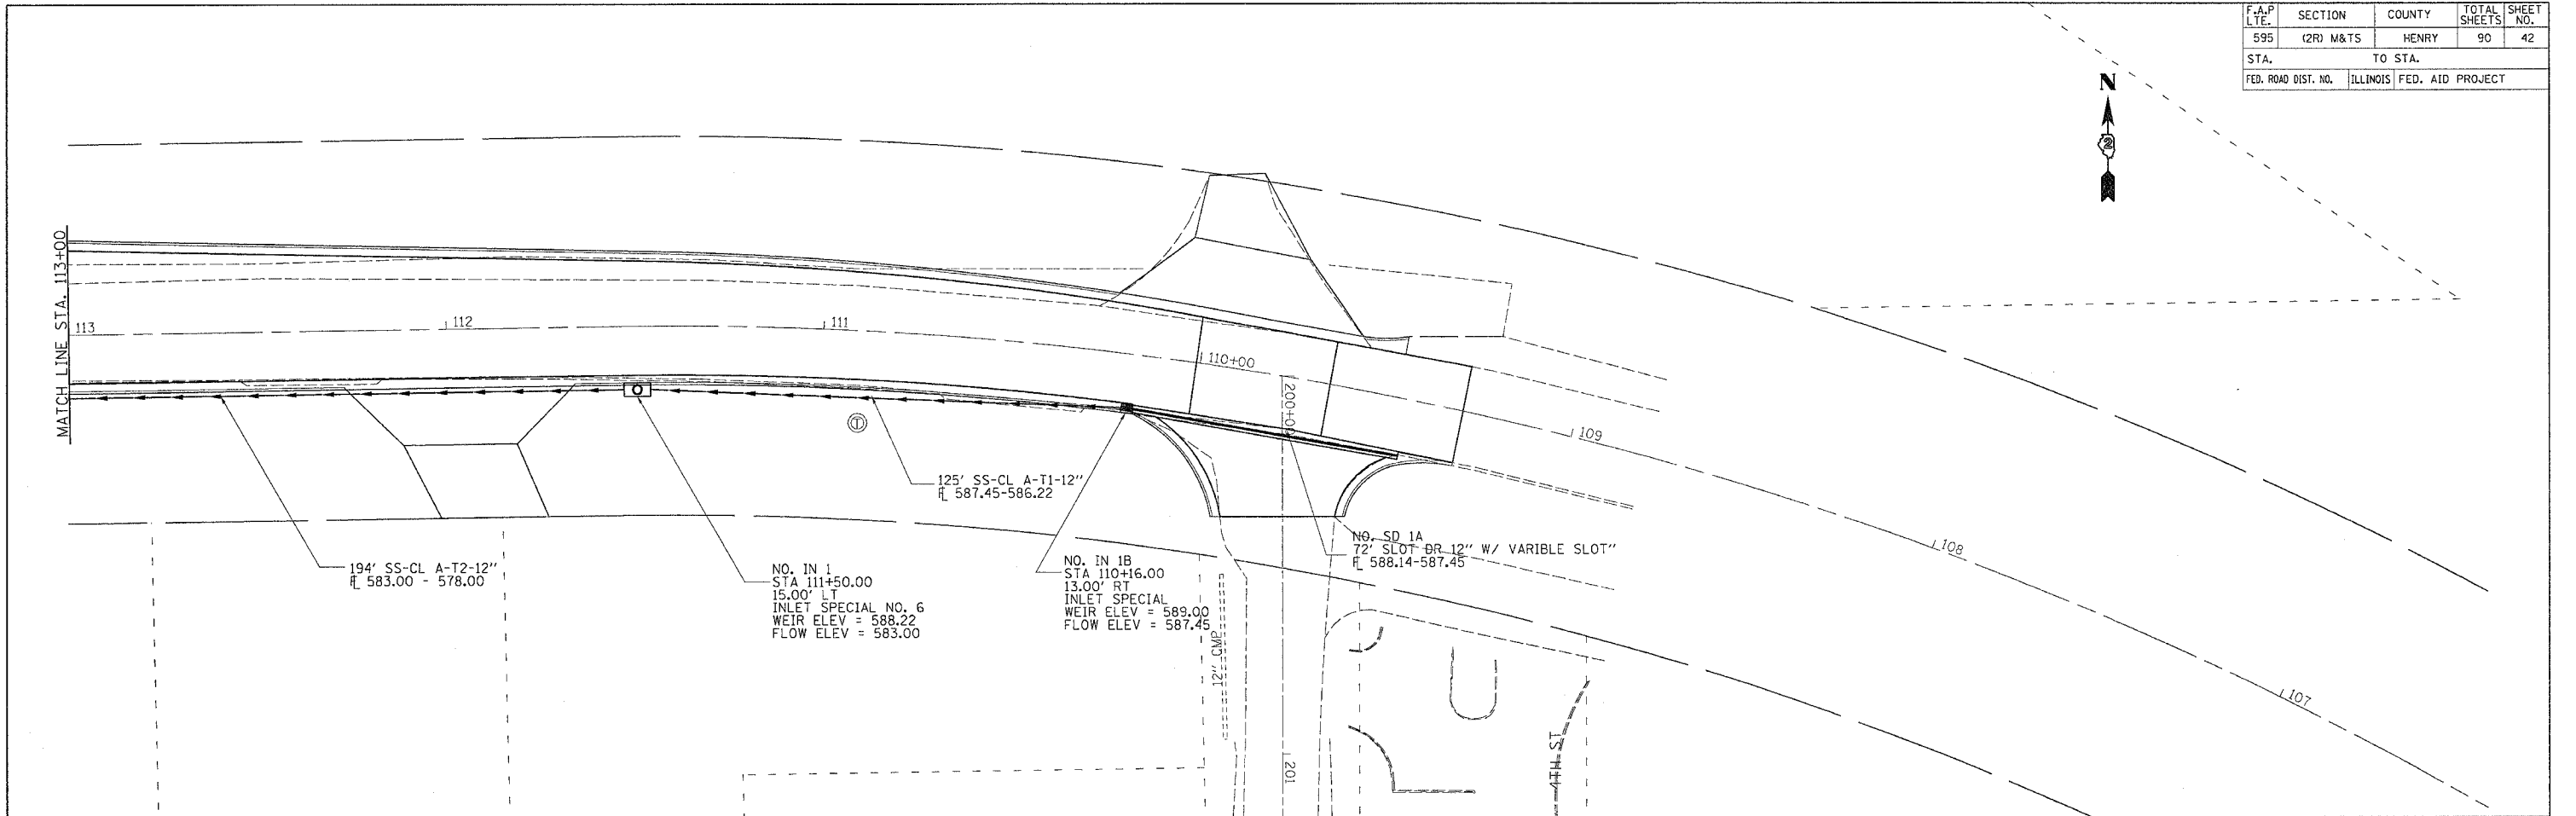 F.A.P LTE. SECTION COUNTY TOTAL SHEETS SHEET NO.
595 (2R) M&TS HENRY 90 42
STA. TO STA.
FED. ROAD DIST. NO. ILLINOIS FED. AID PROJECT
N
2
MATCH LINE STA. 113+00
113
112
111
110+00
109
108
107
200+00
201
1
125' SS-CL A-T1-12"
FL 587.45-586.22
194' SS-CL A-T2-12"
FL 583.00 - 578.00
NO. IN 1
STA 111+50.00
15.00' LT
INLET SPECIAL NO. 6
WEIR ELEV = 588.22
FLOW ELEV = 583.00
NO. IN 1B
STA 110+16.00
13.00' RT
INLET SPECIAL
WEIR ELEV = 589.00
FLOW ELEV = 587.45
NO. SD 1A
72' SLOT DR 12" W/ VARIBLE SLOT"
FL 588.14-587.45
12" CMP
4TH ST